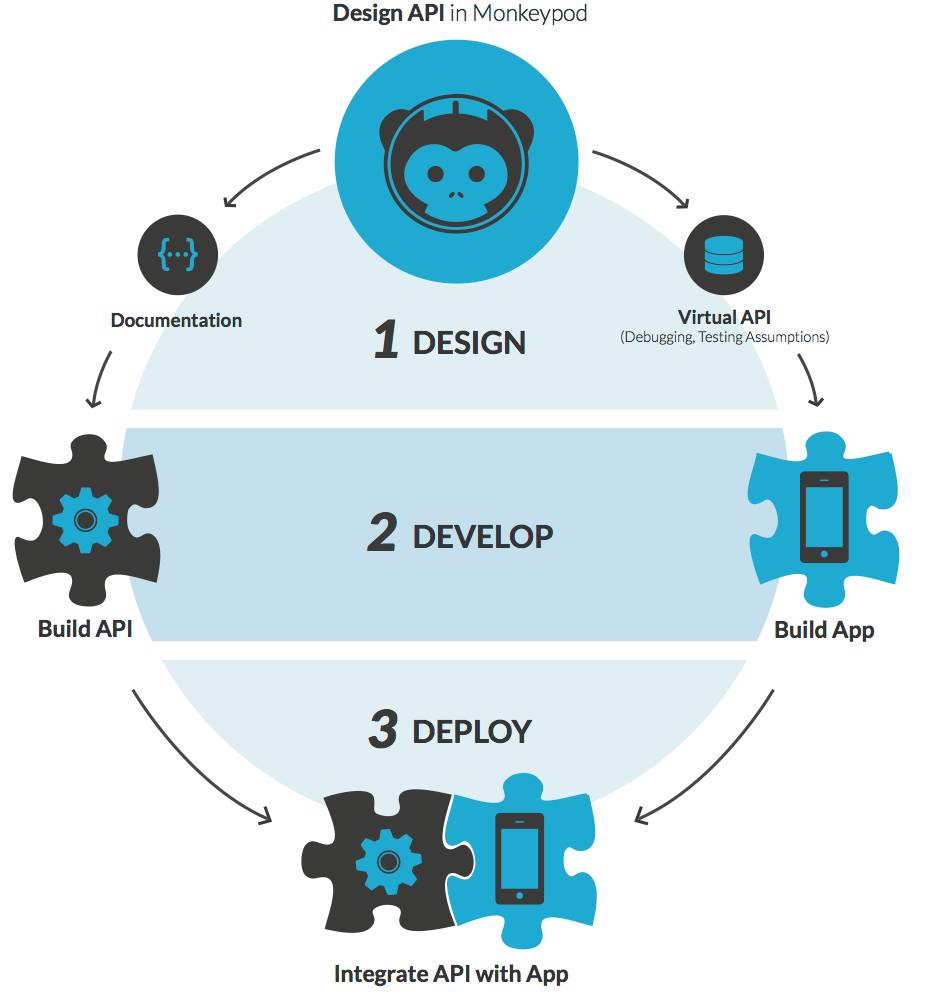 Design API in Monkeypod
{...}
Documentation
Virtual API
(Debugging, Testing Assumptions)
1 DESIGN
2 DEVELOP
Build API
Build App
3 DEPLOY
Integrate API with App